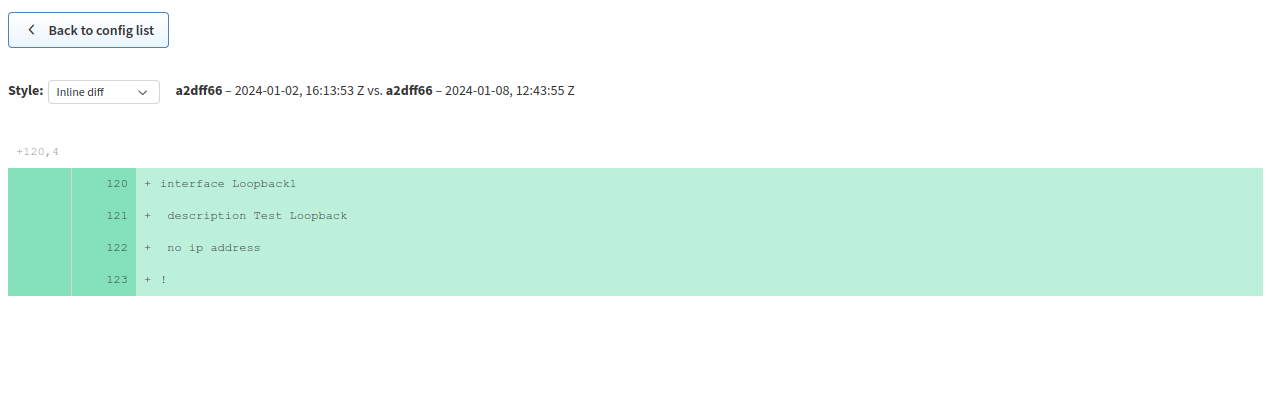 Back to config list
Style: Inline diff a2dff66 – 2024-01-02, 16:13:53 Z vs. a2dff66 – 2024-01-08, 12:43:55 Z
+120,4
120 + interface Loopback1
121 +  description Test Loopback
122 +  no ip address
123 + !